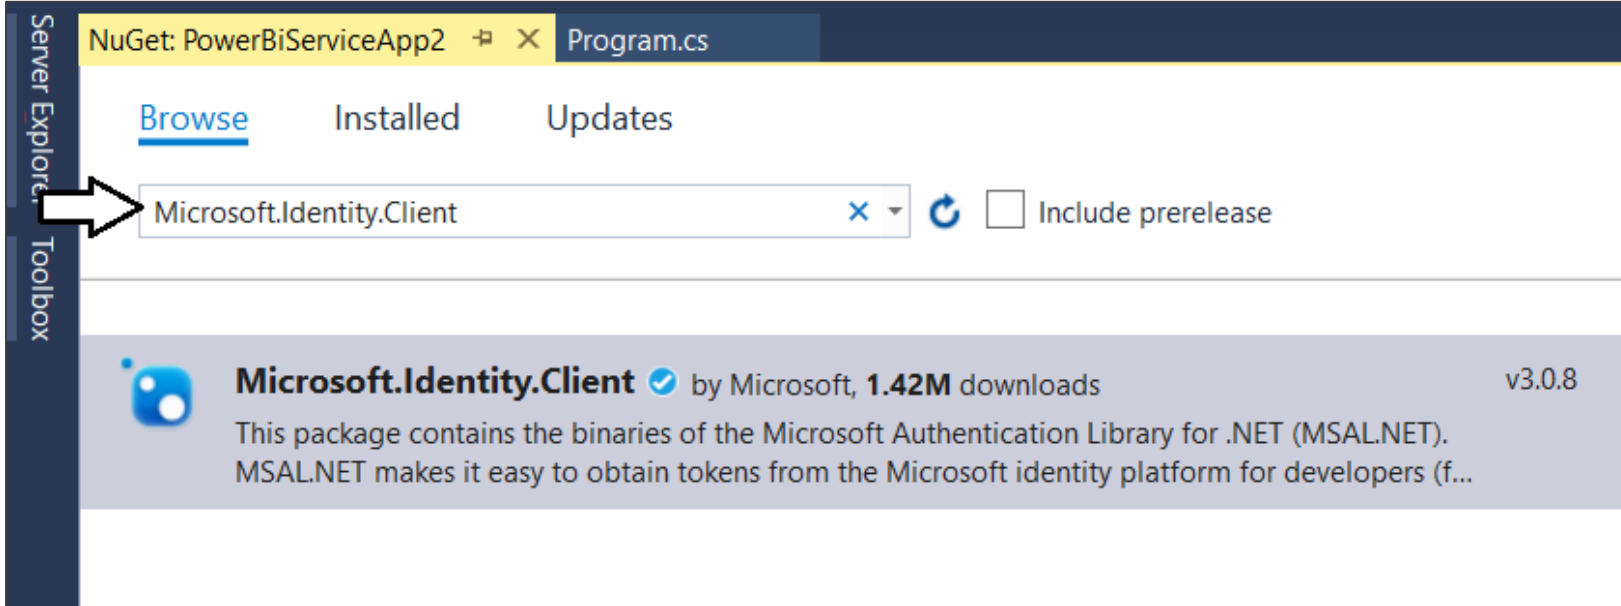 Server Explorer
Toolbox
NuGet: PowerBiServiceApp2
Program.cs
Browse
Installed
Updates
Microsoft.Identity.Client
Include prerelease
Microsoft.Identity.Client by Microsoft, 1.42M downloads
v3.0.8
This package contains the binaries of the Microsoft Authentication Library for .NET (MSAL.NET).
MSAL.NET makes it easy to obtain tokens from the Microsoft identity platform for developers (f...